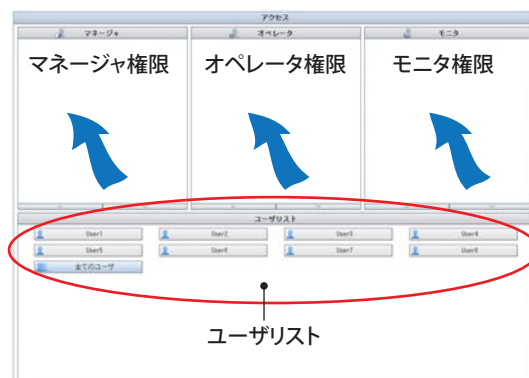 アクセス
マネージャ オペレータ モニタ
マネージャ権限 オペレータ権限 モニタ権限
ユーザリスト
User1 User2 User3 User4
User5 User6 User7 User8
全てのユーザ
ユーザリスト